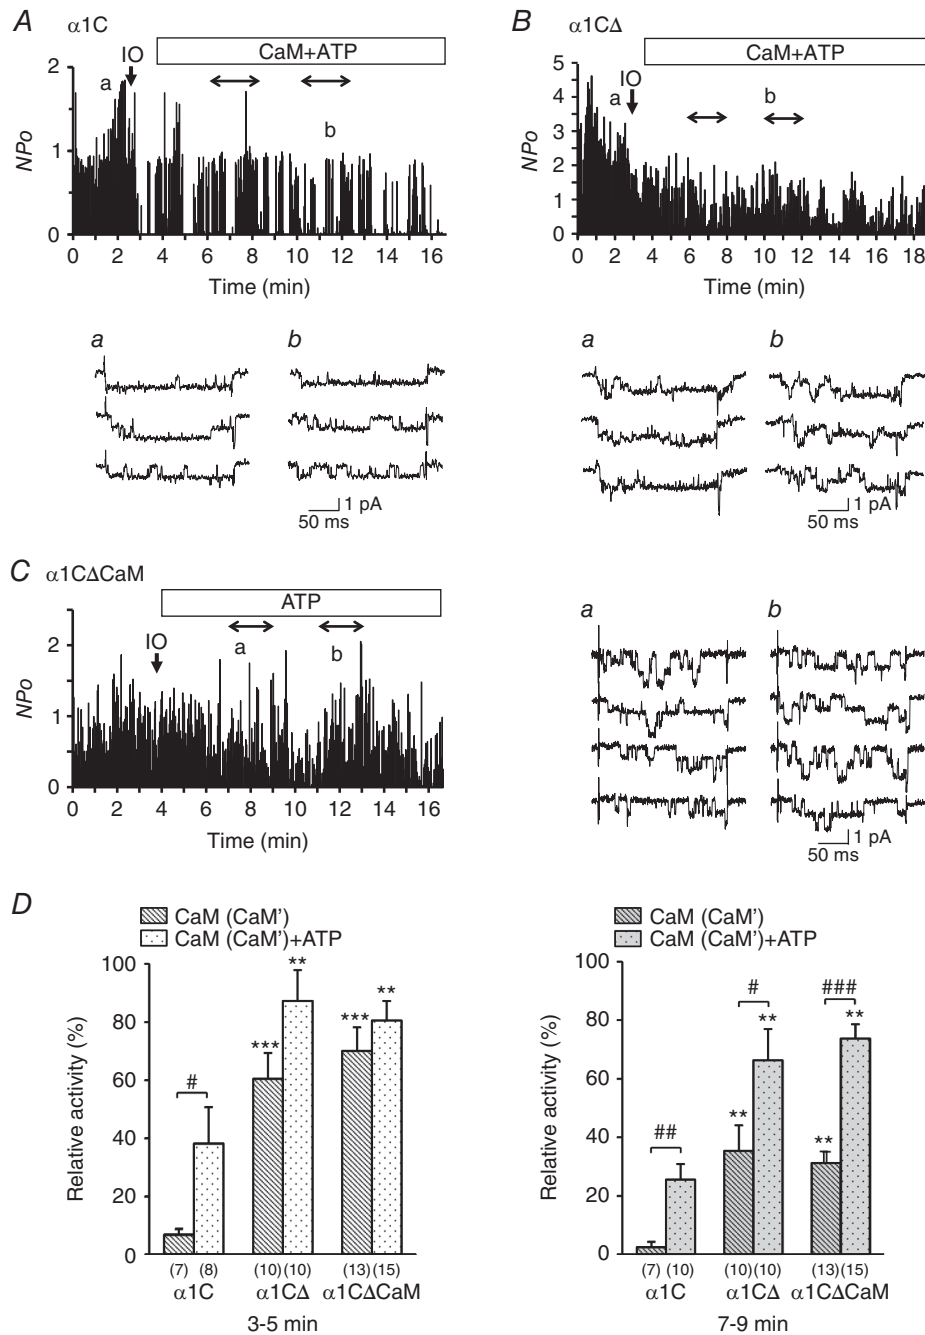 A
α1C
IO
CaM+ATP
a
b
NPo
2
1
0
0 2 4 6 8 10 12 14 16
Time (min)
a
b
1 pA
50 ms
B
α1CΔ
IO
CaM+ATP
a
b
NPo
5
4
3
2
1
0
0 2 4 6 8 10 12 14 16 18
Time (min)
a
b
1 pA
50 ms
C
α1CΔCaM
IO
ATP
a
b
NPo
2
1
0
0 2 4 6 8 10 12 14 16
Time (min)
a
b
1 pA
50 ms
D
CaM (CaM')
CaM (CaM')+ATP
Relative activity (%)
100
80
60
40
20
0
#
***
**
***
**
(7) (8) (10) (10) (13) (15)
α1C α1CΔ α1CΔCaM
3-5 min
CaM (CaM')
CaM (CaM')+ATP
Relative activity (%)
100
80
60
40
20
0
##
#
###
**
**
**
**
(7) (10) (10) (10) (13) (15)
α1C α1CΔ α1CΔCaM
7-9 min